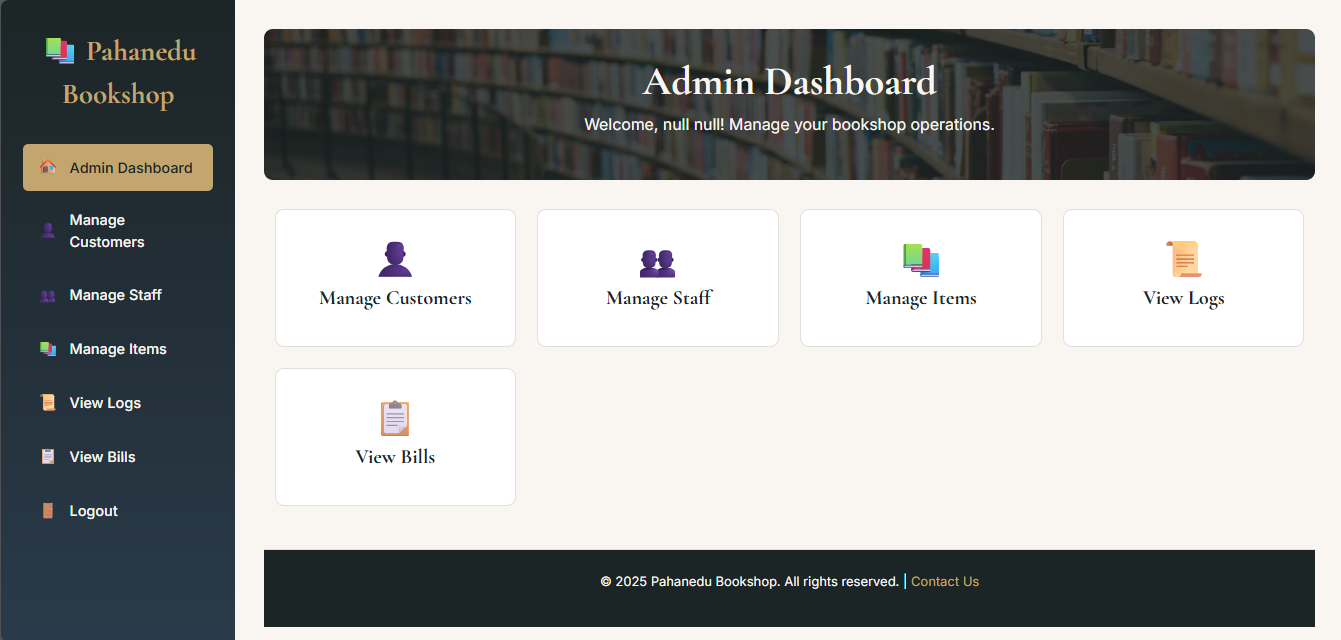 Pahanedu
Bookshop
Admin Dashboard
Manage
Customers
Manage Staff
Manage Items
View Logs
View Bills
Logout
Admin Dashboard
Welcome, null null! Manage your bookshop operations.
Manage Customers
Manage Staff
Manage Items
View Logs
View Bills
© 2025 Pahanedu Bookshop. All rights reserved. | Contact Us